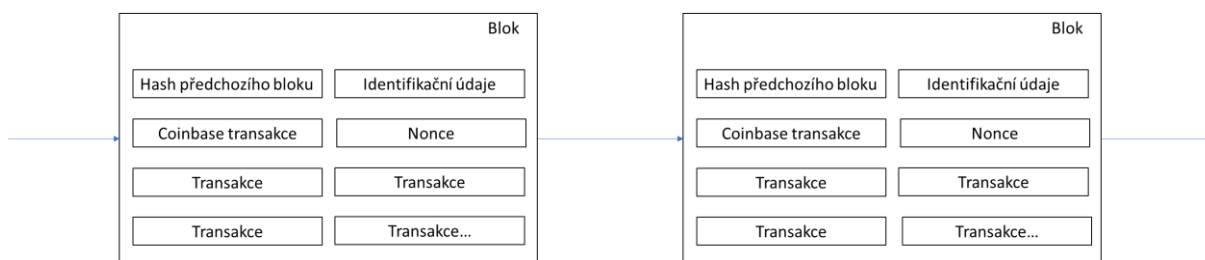 Blok
Hash předchozího bloku
Identifikační údaje
Coinbase transakce
Nonce
Transakce
Transakce
Transakce
Transakce...
Blok
Hash předchozího bloku
Identifikační údaje
Coinbase transakce
Nonce
Transakce
Transakce
Transakce
Transakce...